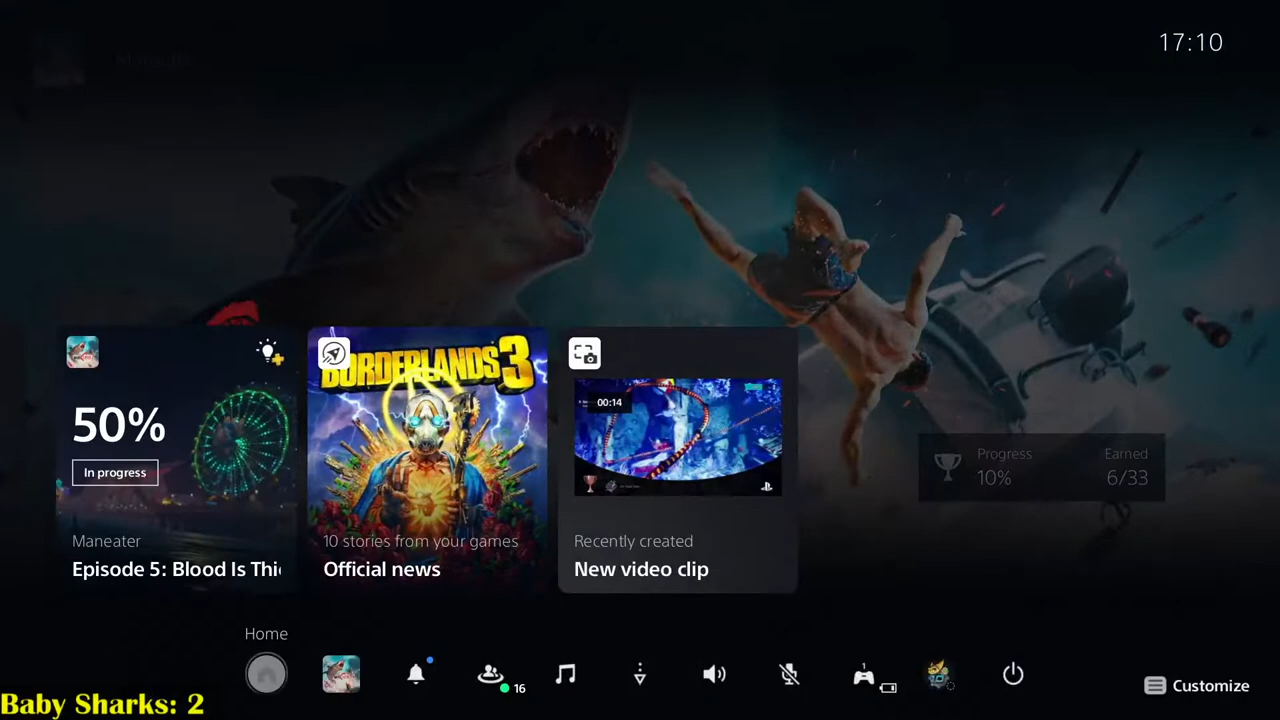 17:10
BORDERLANDS 3
50%
In progress
00:14
Progress
Earned
10%
6/33
Maneater
10 stories from your games
Recently created
Episode 5: Blood Is Thi
Official news
New video clip
Home
16
1
Customize
Baby Sharks: 2